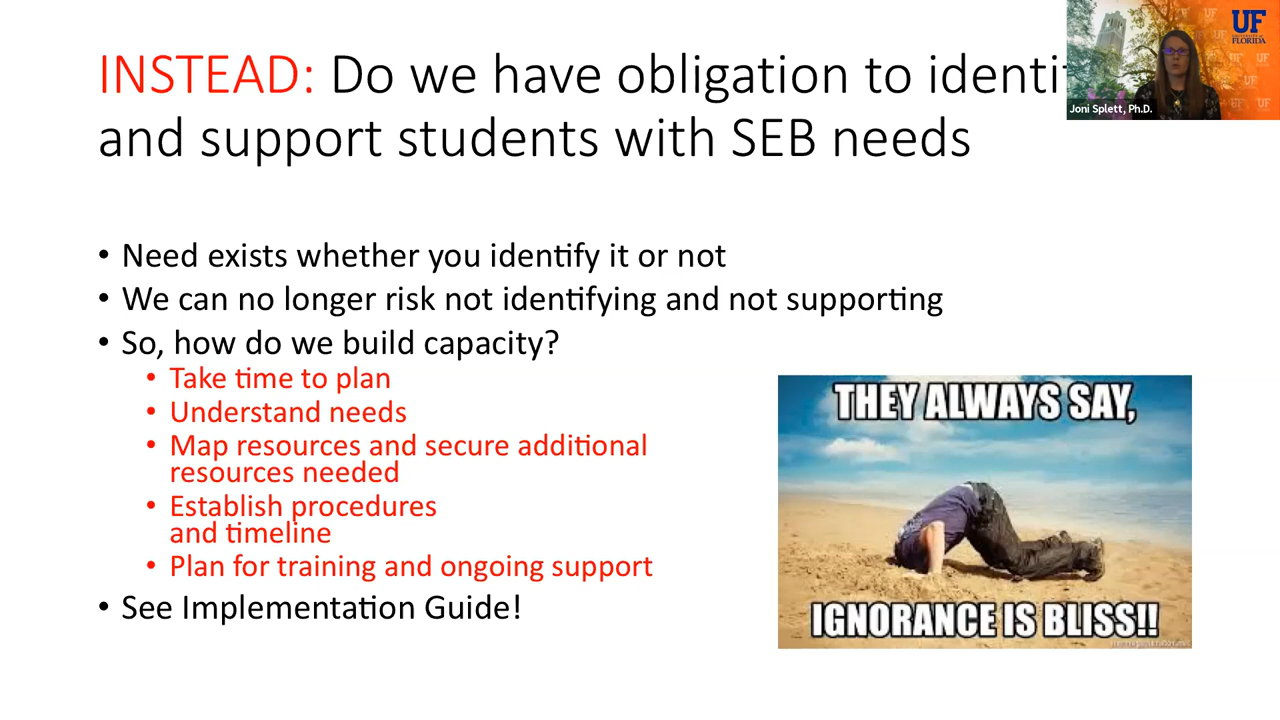 INSTEAD: Do we have obligation to identif
and support students with SEB needs
UF
UNIVERSITY of
FLORIDA
Joni Splett, Ph.D.
• Need exists whether you identify it or not
• We can no longer risk not identifying and not supporting
• So, how do we build capacity?
• Take time to plan
• Understand needs
• Map resources and secure additional
resources needed
• Establish procedures
and timeline
• Plan for training and ongoing support
• See Implementation Guide!
THEY ALWAYS SAY,
IGNORANCE IS BLISS!!